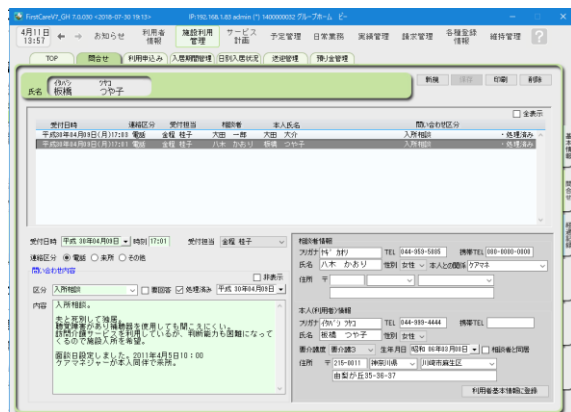 FirstCareV7_GH 7.0.030 <2018-07-30 19:13> IP:192.168.1.83 admin (*) 1400000032 グループホーム ビー
4月11日 お知らせ 利用者情報 施設利用管理 サービス計画 予定管理 日常業務 実績管理 請求管理 各種登録情報 維持管理 ?
13:57
TOP 問合せ 利用申込み 入居期間管理 日別入居状況 送迎管理 預り金管理
イタバシ ツヤコ
氏名 板橋 つや子
新規 保存 印刷 削除
全表示
受付日時 連絡区分 受付担当 相談者 本人氏名 問い合わせ区分
平成30年04月09日(月)17:03 電話 金程 桂子 大田 一郎 大田 大介 入所相談 ・処理済み
平成30年04月09日(月)17:01 電話 金程 桂子 八木 かおり 板橋 つや子 入所相談 ・処理済み
基本情報
問合せ
経過記録
受付日時 平成 30年04月09日 時刻 17:01 受付担当 金程 桂子
連絡区分 電話 来所 その他
問い合わせ内容
非表示
区分 入所相談 要回答 処理済み 平成 30年04月09日
内容 入所相談。
夫と死別して独居。
聴覚障害があり補聴器を使用しても聞こえにくい。
訪問介護サービスを利用しているが、判断能力も困難になって
くるので施設入所を希望。
面談日設定しました。2011年4月5日10:00
ケアマネジャーが本人同伴で来所。
相談者情報
フリガナ ﾔｷﾞ ｶｵﾘ TEL 044-959-5885 携帯TEL 080-0000-0000
氏名 八木 かおり 性別 女性 本人との関係 ケアマネ
住所 〒
本人(利用者)情報
フリガナ ｲﾀﾊﾞｼ ﾂﾔｺ TEL 044-999-4444 携帯TEL
氏名 板橋 つや子 性別 女性
要介護度 要介護3 生年月日 昭和 06年03月08日 相談者と同居
住所 〒 215-0011 神奈川県 川崎市麻生区
由梨が丘35-36-37
利用者基本情報に登録